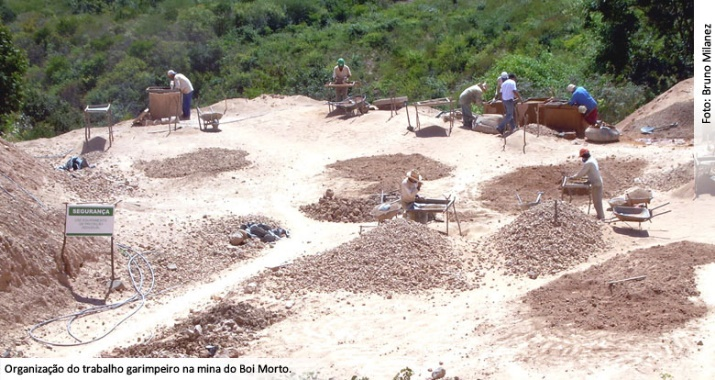 Foto: Bruno Milanez
SEGURANÇA
Organização do trabalho garimpeiro na mina do Boi Morto.